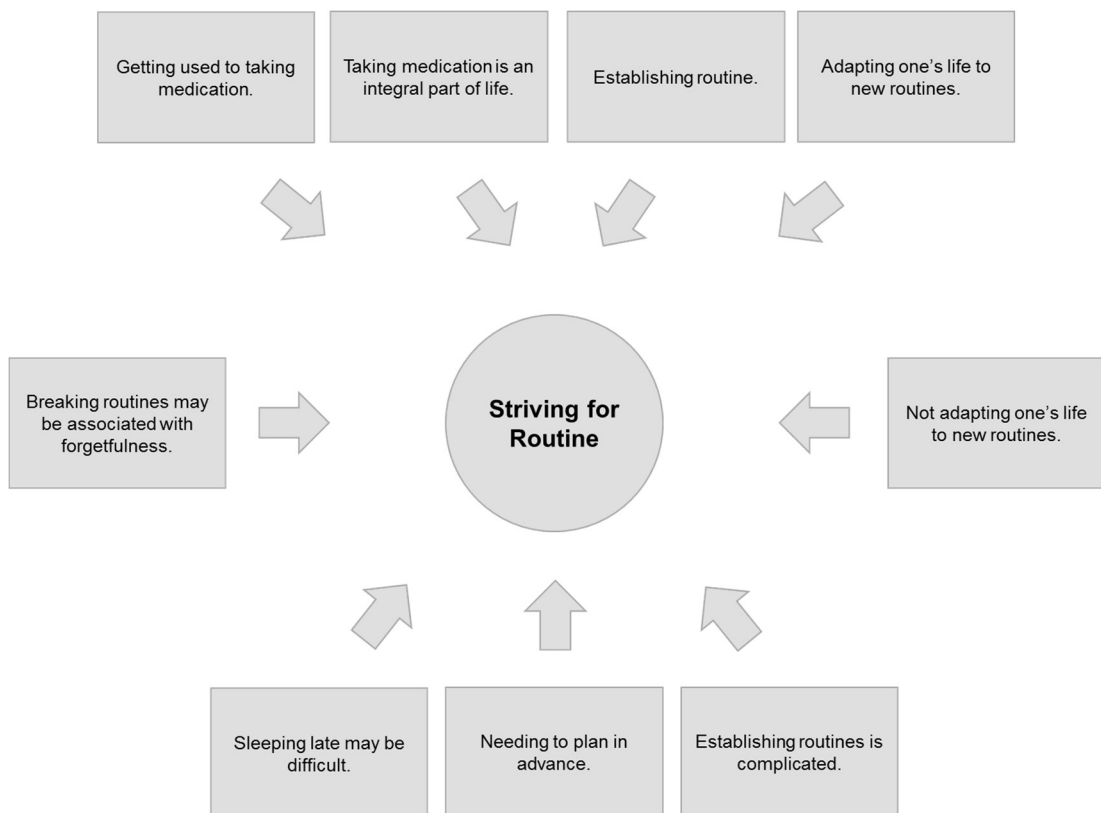 Getting used to taking
medication.
Taking medication is an
integral part of life.
Establishing routine.
Adapting one’s life to
new routines.
Breaking routines may
be associated with
forgetfulness.
Striving for
Routine
Not adapting one’s life
to new routines.
Sleeping late may be
difficult.
Needing to plan in
advance.
Establishing routines is
complicated.